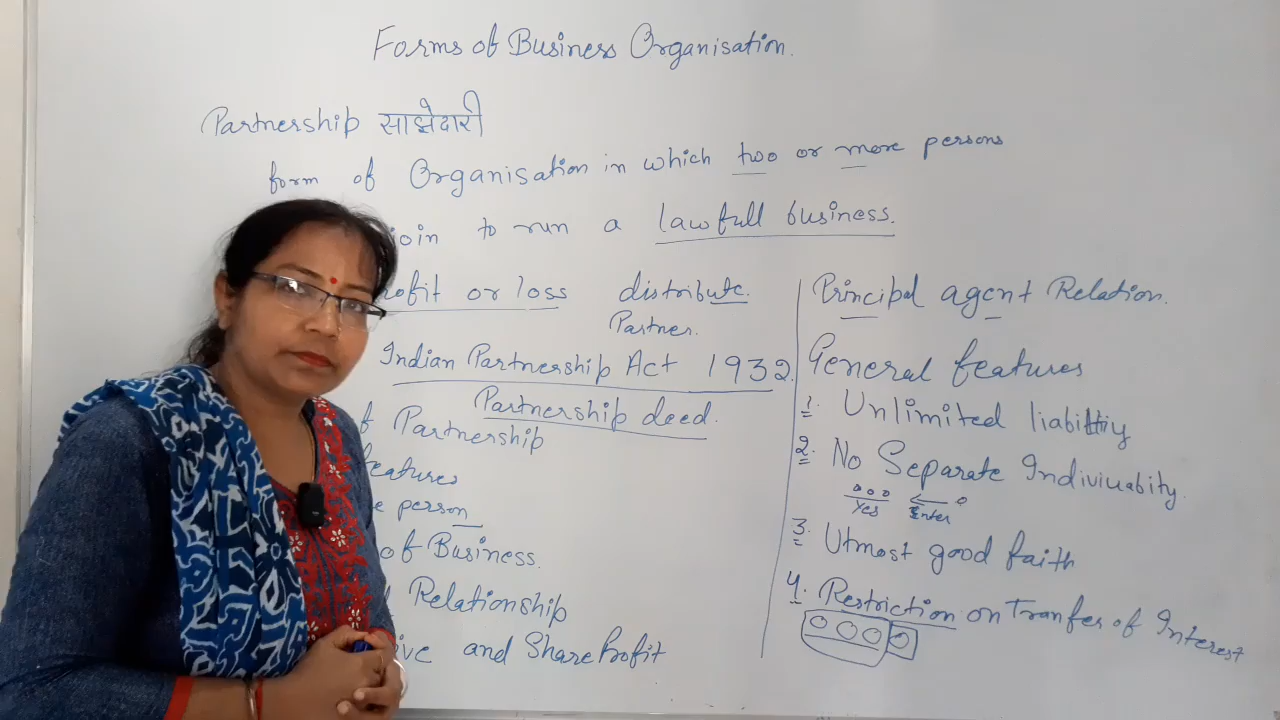 Forms of Business Organisation.
Partnership साझेदारी
form of Organisation in which two or more persons
join to run a lawfull business.
rofit or loss distribute
Partner.
Indian Partnership Act 1932
Partnership deed.
f Partnership
features
e person
of Business.
Relationship
ive and Share Profit
Principal agent Relation.
General features
1. Unlimited liability
2. No Separate Indiviuabity.
Yes Enter
3. Utmost good faith
4. Restriction on Tranfer of Interest